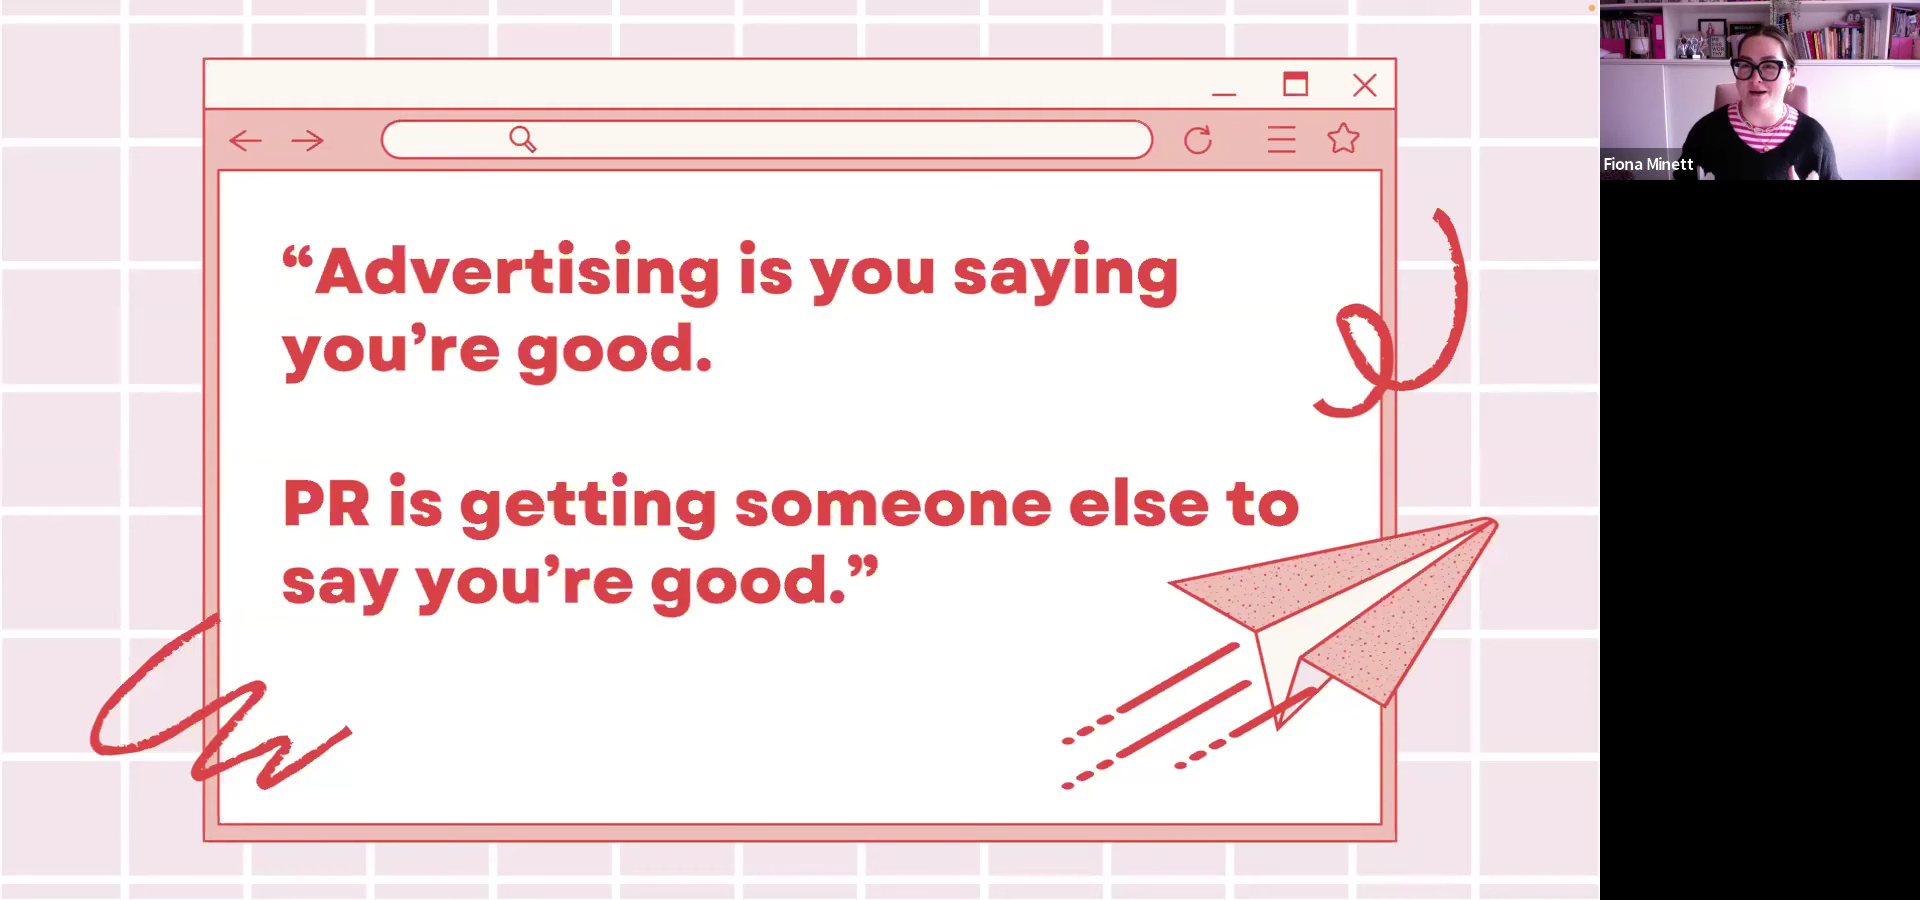 “Advertising is you saying
you’re good.
PR is getting someone else to
say you’re good.”
Fiona Minett